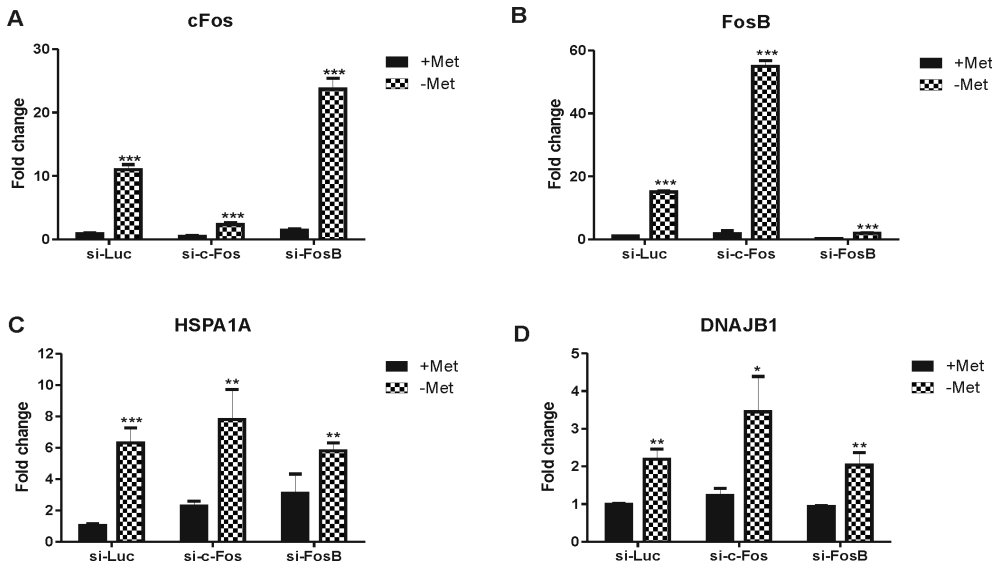 A
cFos
30
20
10
0
Fold change
***
***
***
si-Luc
si-c-Fos
si-FosB
+Met
-Met
B
FosB
60
40
20
0
Fold change
***
***
***
si-Luc
si-c-Fos
si-FosB
+Met
-Met
C
HSPA1A
12
10
8
6
4
2
0
Fold change
***
**
**
si-Luc
si-c-Fos
si-FosB
+Met
-Met
D
DNAJB1
5
4
3
2
1
0
Fold change
**
*
**
si-Luc
si-c-Fos
si-FosB
+Met
-Met